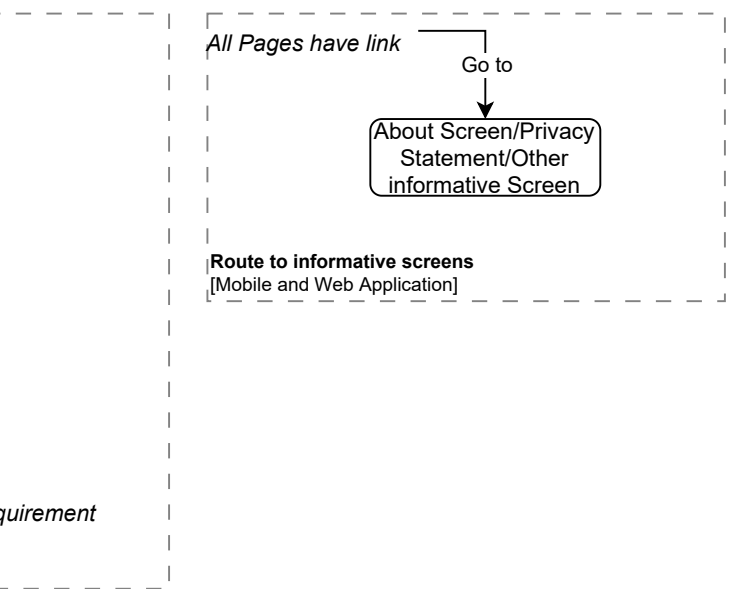 All Pages have link
Go to
About Screen/Privacy
Statement/Other
informative Screen
Route to informative screens
[Mobile and Web Application]